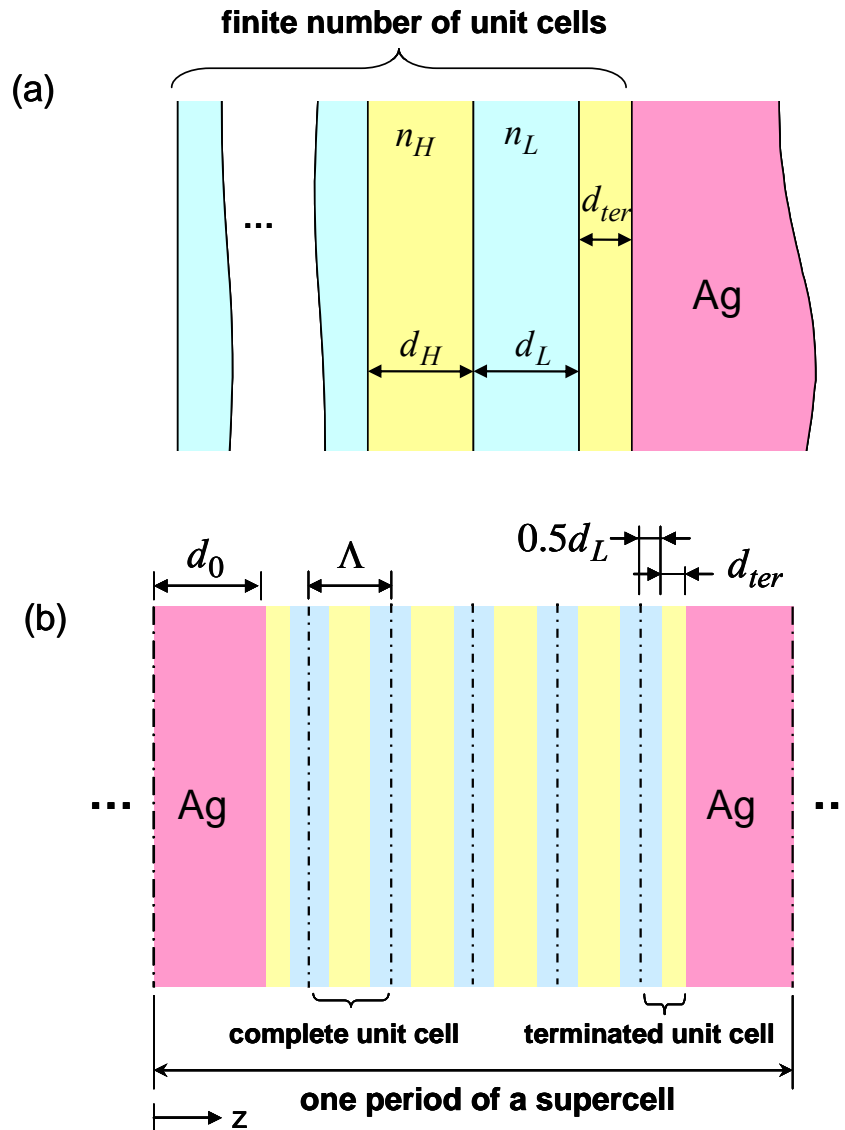 finite number of unit cells
(a)
n_H n_L
d_ter
...
Ag
d_H d_L
0.5d_L
d_0 Λ d_ter
(b)
... Ag Ag ..
complete unit cell terminated unit cell
one period of a supercell
z